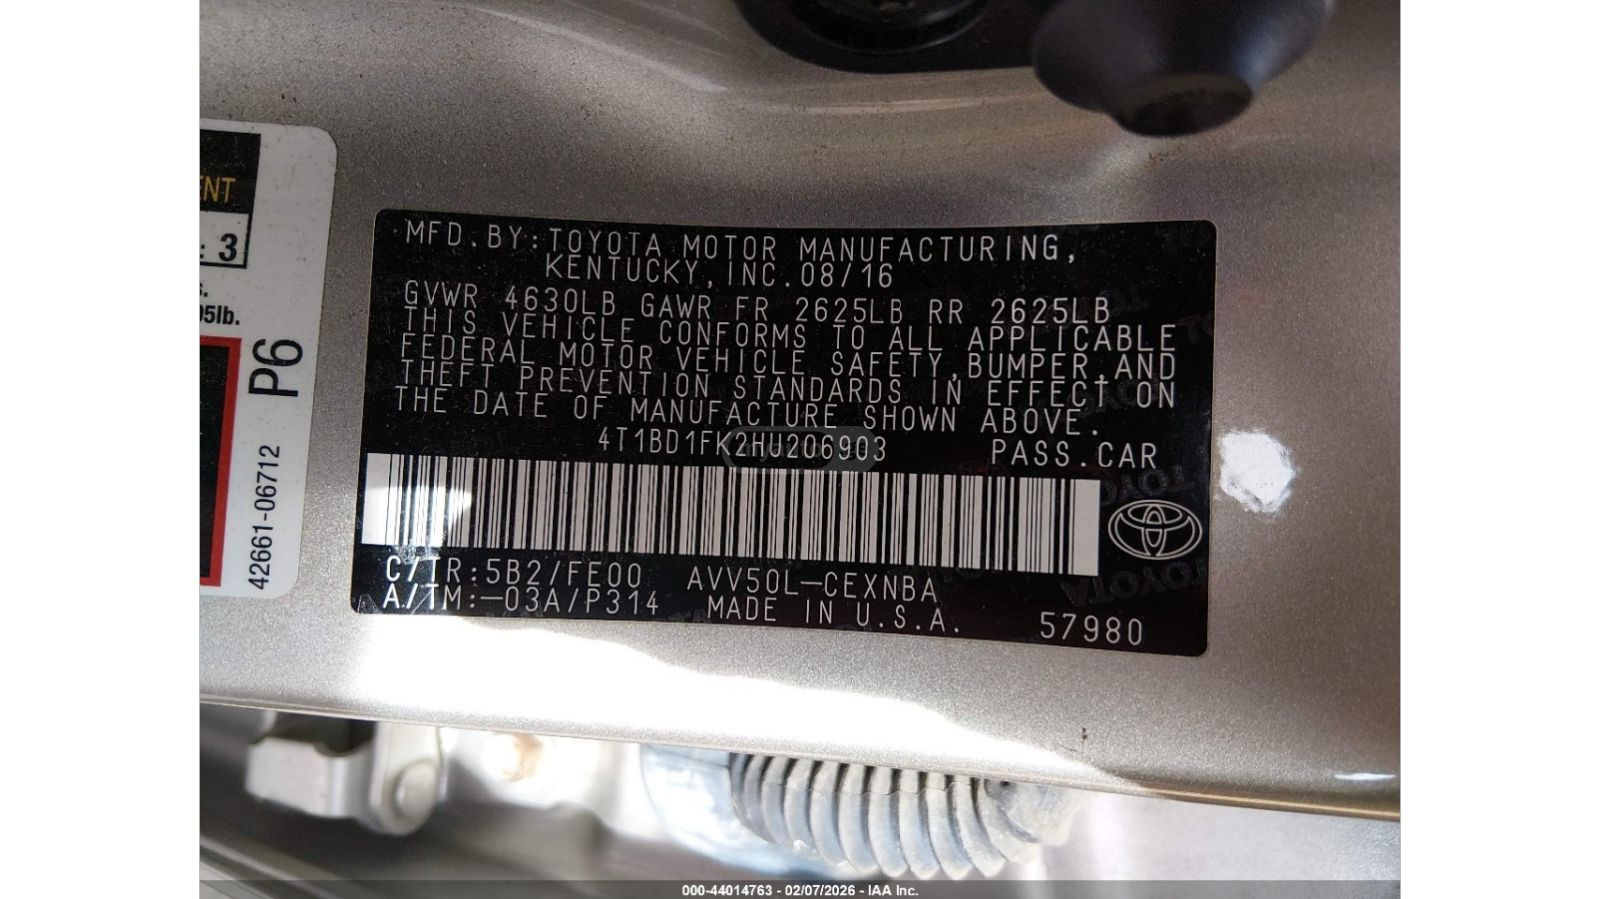 ENT
: 3
s.
05lb.
P6
42661-06712
MFD.BY:TOYOTA MOTOR MANUFACTURING,
KENTUCKY,INC.08/16
GVWR 4630LB GAWR FR 2625LB RR 2625LB
THIS VEHICLE CONFORMS TO ALL APPLICABLE
FEDERAL MOTOR VEHICLE SAFETY,BUMPER,AND
THEFT PREVENTION STANDARDS IN EFFECT ON
THE DATE OF MANUFACTURE SHOWN ABOVE.
4T1BD1FK2HU206903 PASS.CAR
C/TR:5B2/FE00 AVV50L-CEXNBA
A/TM:-03A/P314 MADE IN U.S.A. 57980
000-44014763 - 02/07/2026 - IAA Inc.